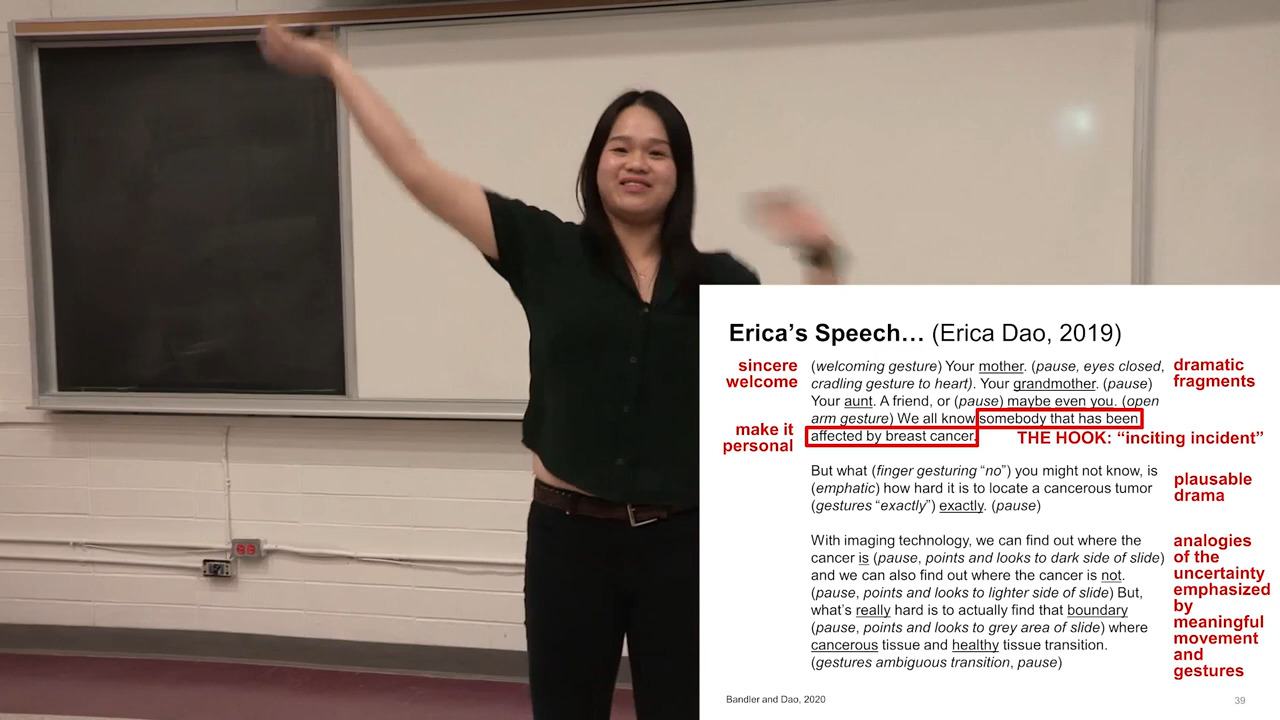 Erica’s Speech… (Erica Dao, 2019)
sincere
welcome
(welcoming gesture) Your mother. (pause, eyes closed,
cradling gesture to heart). Your grandmother. (pause)
Your aunt. A friend, or (pause) maybe even you. (open
arm gesture) We all know somebody that has been
affected by breast cancer.
dramatic
fragments
make it
personal
THE HOOK: “inciting incident”
But what (finger gesturing “no”) you might not know, is
(emphatic) how hard it is to locate a cancerous tumor
(gestures “exactly”) exactly. (pause)
plausable
drama
With imaging technology, we can find out where the
cancer is (pause, points and looks to dark side of slide)
and we can also find out where the cancer is not.
(pause, points and looks to lighter side of slide) But,
what’s really hard is to actually find that boundary
(pause, points and looks to grey area of slide) where
cancerous tissue and healthy tissue transition.
(gestures ambiguous transition, pause)
analogies
of the
uncertainty
emphasized
by
meaningful
movement
and
gestures
Bandler and Dao, 2020
39